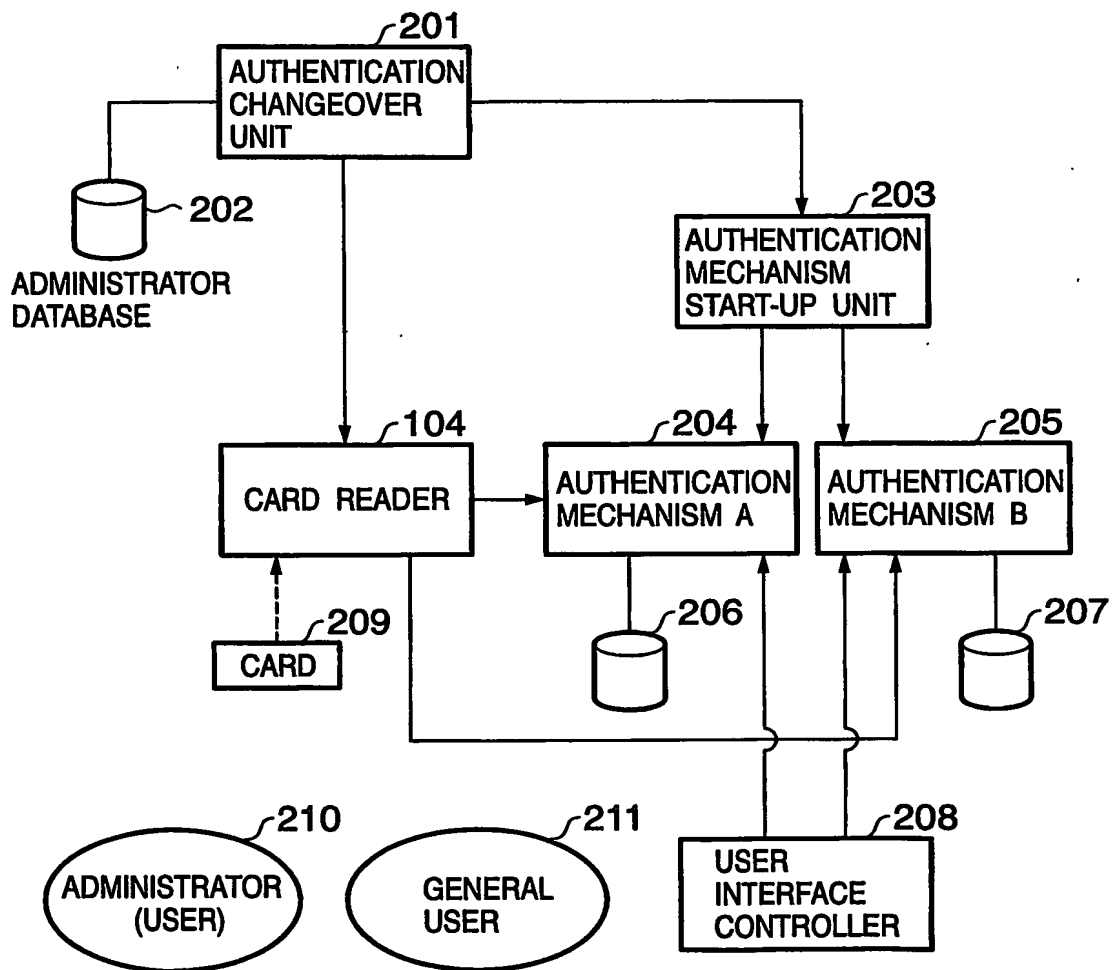 201
AUTHENTICATION
CHANGEOVER
UNIT
202
ADMINISTRATOR
DATABASE
203
AUTHENTICATION
MECHANISM
START-UP UNIT
104
CARD READER
204
AUTHENTICATION
MECHANISM A
205
AUTHENTICATION
MECHANISM B
209
CARD
206
207
210
ADMINISTRATOR
(USER)
211
GENERAL
USER
208
USER
INTERFACE
CONTROLLER